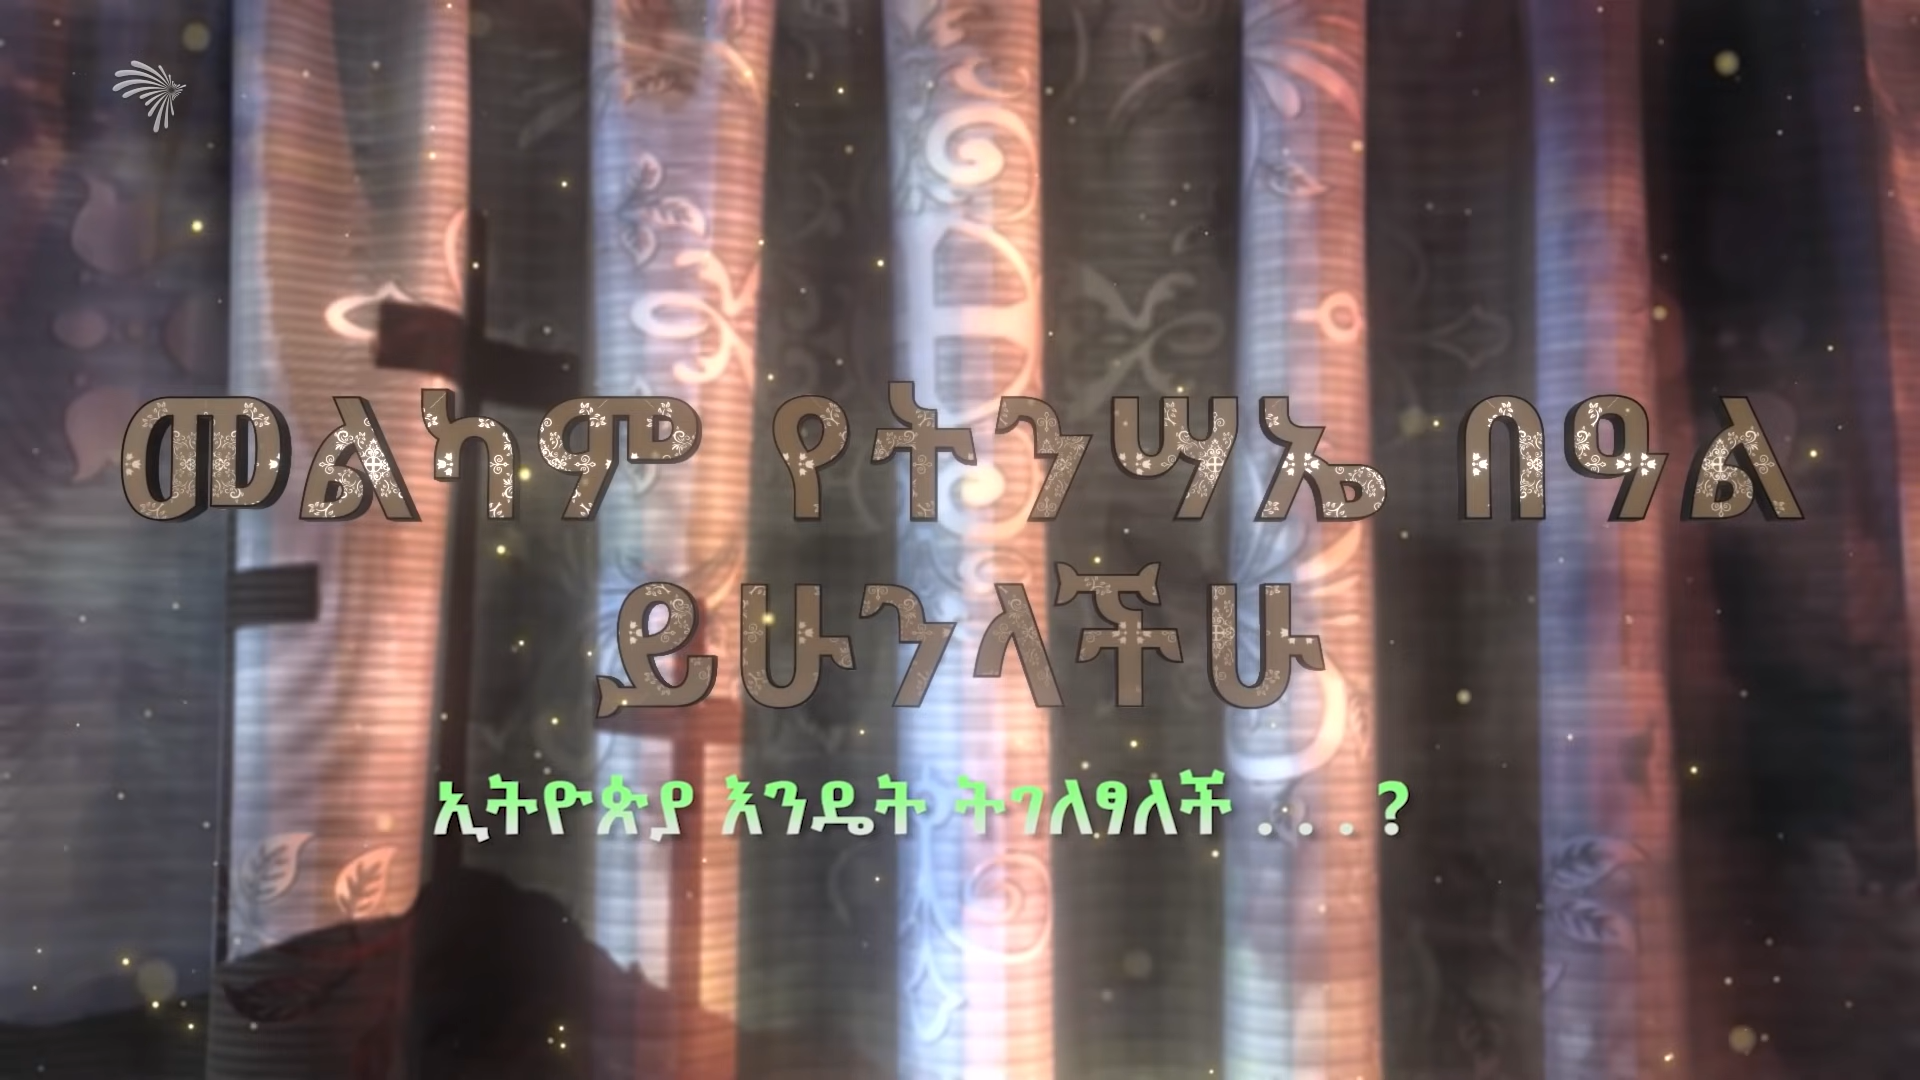 መልካም የትንሣኤ በዓል
ይሁንላችሁ
ኢትዮጵያ እንዴት ትገለፃለች . . . ?